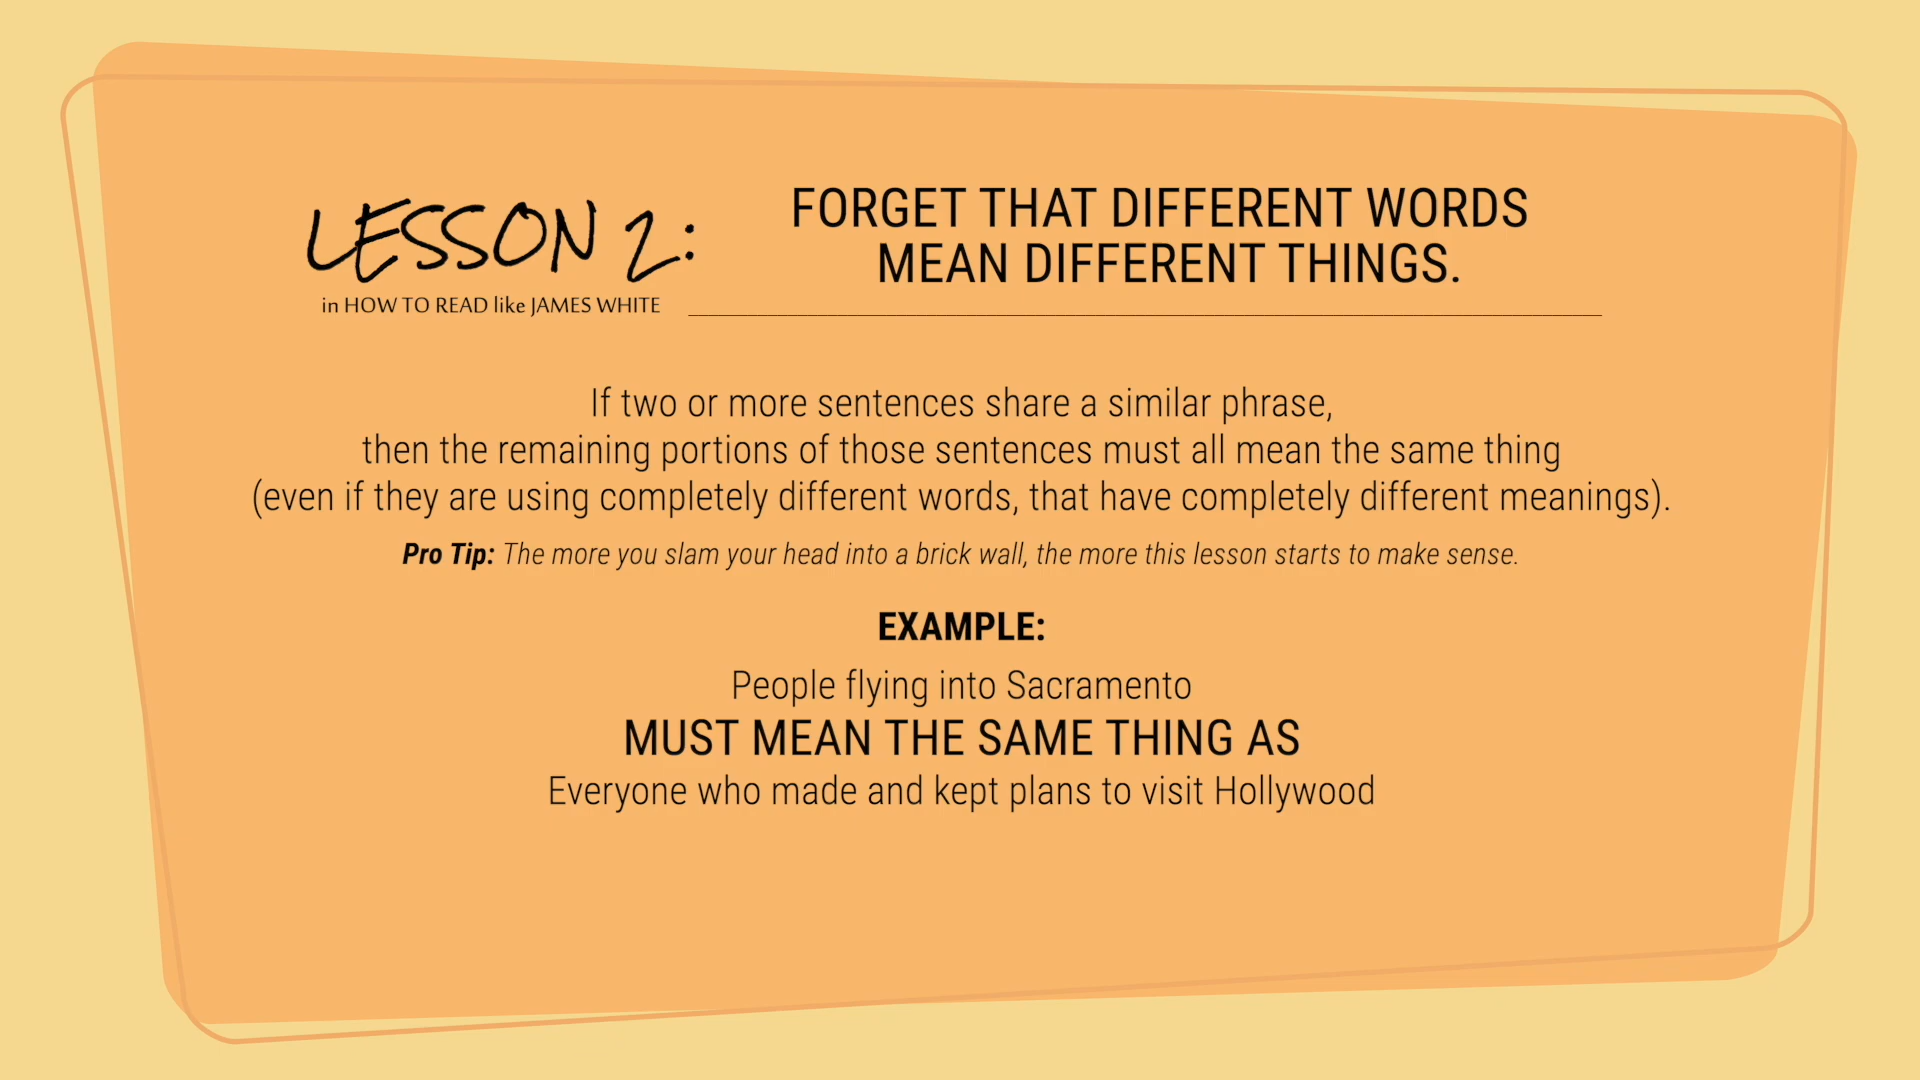 LESSON 2:
in HOW TO READ like JAMES WHITE
FORGET THAT DIFFERENT WORDS
MEAN DIFFERENT THINGS.
If two or more sentences share a similar phrase,
then the remaining portions of those sentences must all mean the same thing
(even if they are using completely different words, that have completely different meanings).
Pro Tip: The more you slam your head into a brick wall, the more this lesson starts to make sense.
EXAMPLE:
People flying into Sacramento
MUST MEAN THE SAME THING AS
Everyone who made and kept plans to visit Hollywood